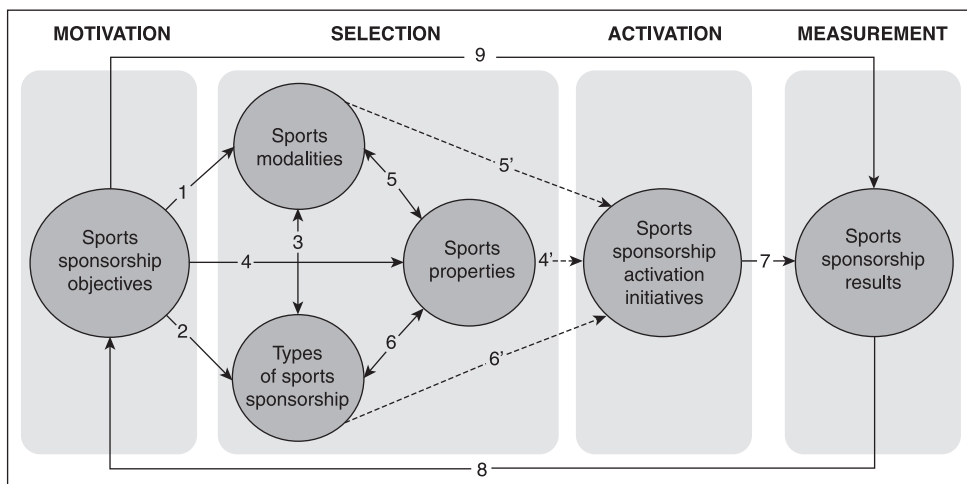 MOTIVATION
SELECTION
ACTIVATION
MEASUREMENT
9
Sports
modalities
1
5
5'
3
Sports
sponsorship
objectives
4
Sports
properties
4'
Sports
sponsorship
activation
initiatives
7
Sports
sponsorship
results
2
6
6'
Types
of sports
sponsorship
8